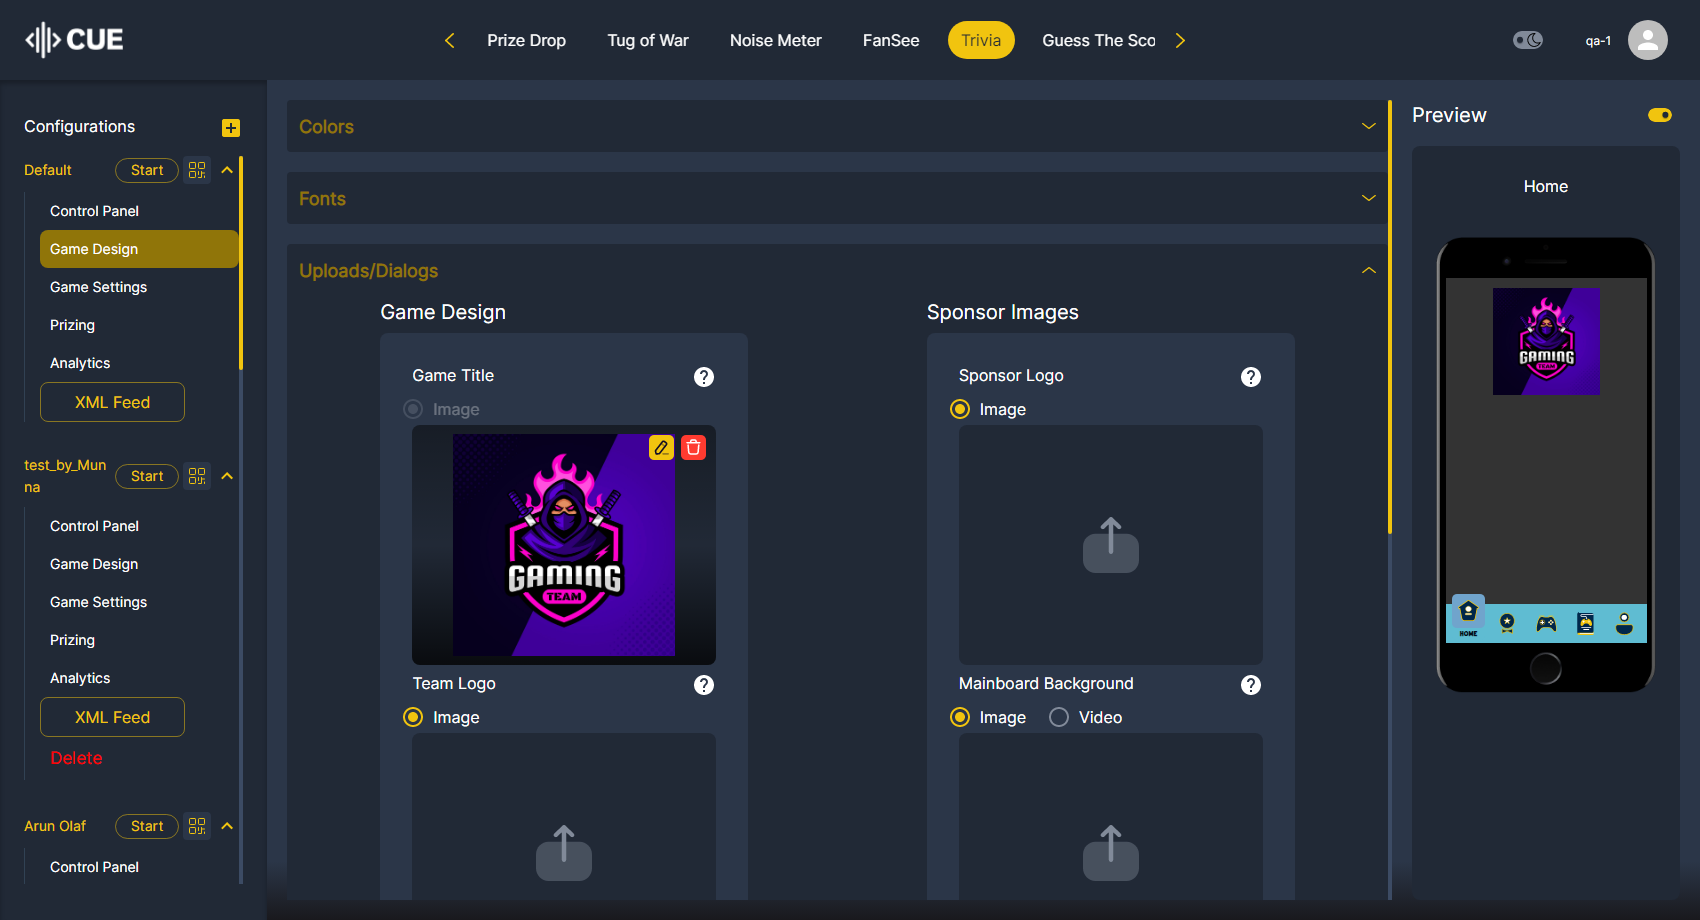 CUE
Prize Drop
Tug of War
Noise Meter
FanSee
Trivia
Guess The Sco
qa-1
Configurations
Default
Start
Control Panel
Game Design
Game Settings
Prizing
Analytics
XML Feed
test_by_Mun
na
Start
Control Panel
Game Design
Game Settings
Prizing
Analytics
XML Feed
Delete
Arun Olaf
Start
Control Panel
Colors
Fonts
Uploads/Dialogs
Game Design
Game Title
?
Image
GAMING
TEAM
Team Logo
?
Image
Sponsor Images
Sponsor Logo
?
Image
Mainboard Background
?
Image
Video
Preview
Home
GAMING
TEAM
HOME